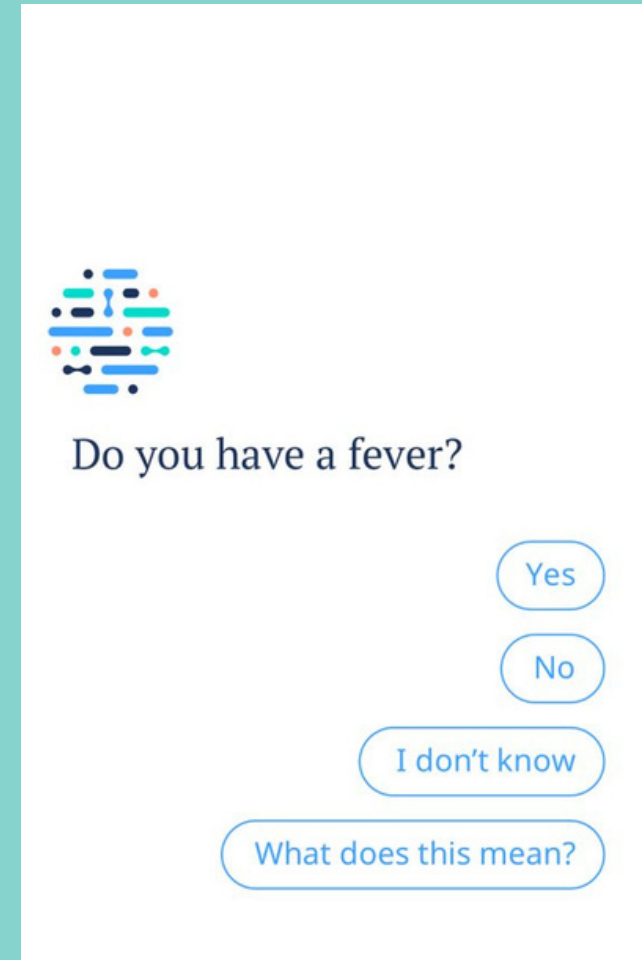 Do you have a fever?
Yes
No
I don’t know
What does this mean?